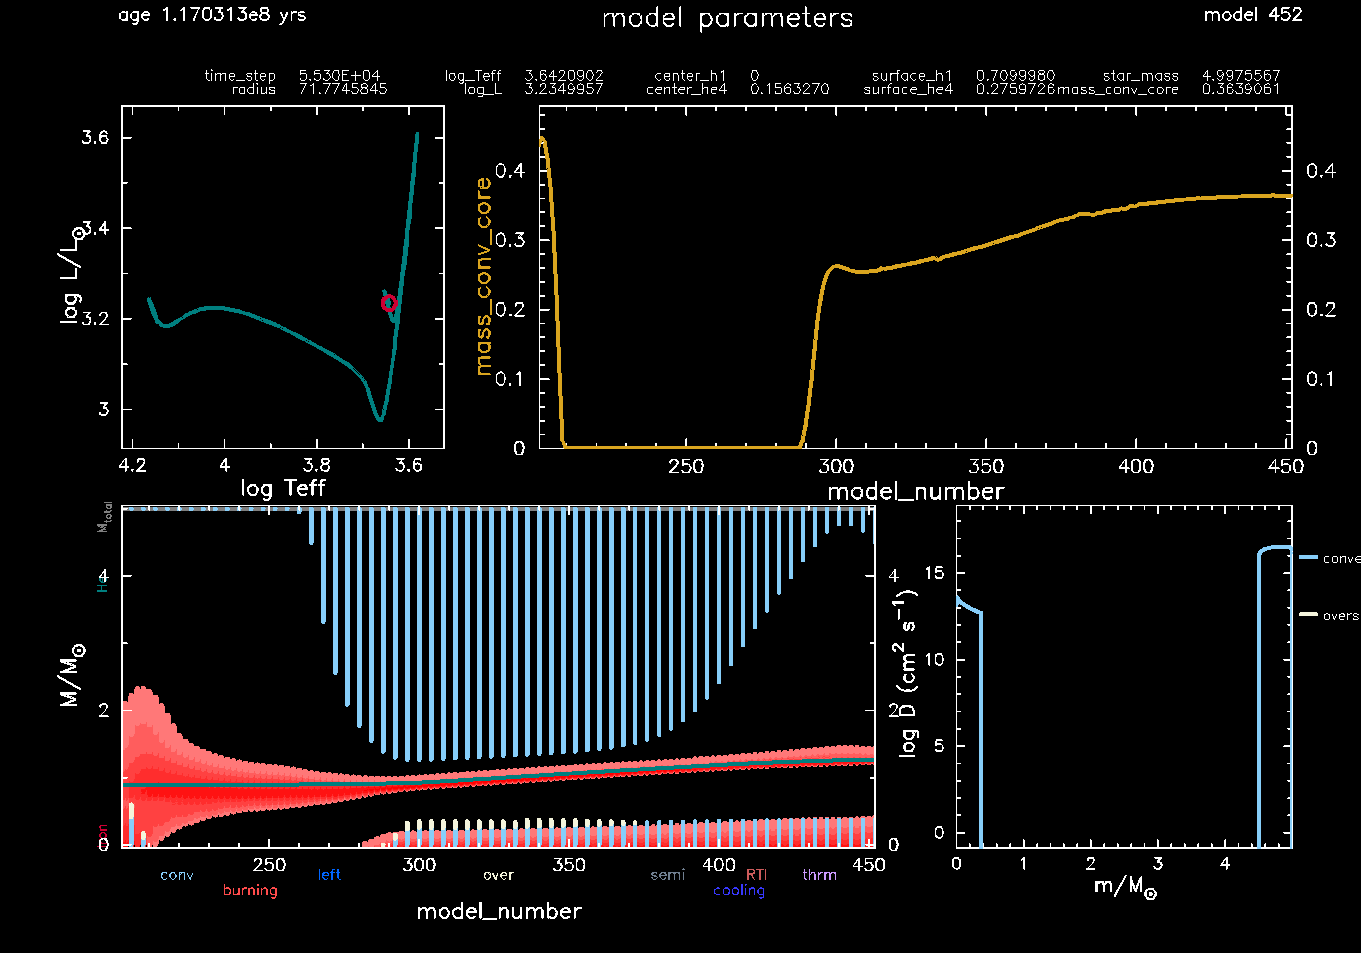 age 1.170313e8 yrs
model parameters
model 452
time_step 5.530E+04 log_Teff 3.6420902 center_h1 0 surface_h1 0.7099980 star_mass 4.9975567
radius 71.7745845 log_L 3.2349957 center_he4 0.1563270 surface_he4 0.2759726 mass_conv_core 0.3639061
3.6
3.4
3.2
3
log L/L⊙
4.2 4 3.8 3.6
log Teff
0.4 0.4
0.3 0.3
0.2 0.2
0.1 0.1
0 0
mass_conv_core
250 300 350 400 450
model_number
Mtotal
He
4 4
2 2
0 0
M/M⊙
250 300 350 400 450
conv left over semi RTI thrm
burning cooling
model_number
15
10
5
0
log D (cm² s⁻¹)
0 1 2 3 4
m/M⊙
conve
overs